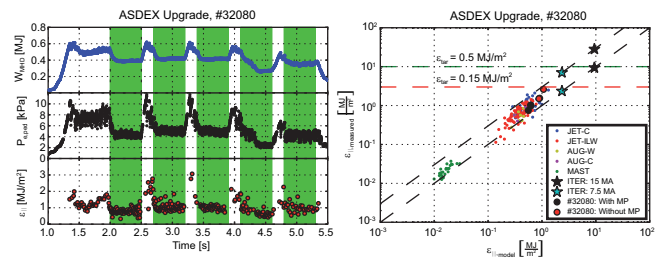 ASDEX Upgrade, #32080
W_MHD [MJ]
0.8
0.6
0.4
0.2
P_e,ped [kPa]
10
8
6
4
2
0
ε_|| [MJ/m²]
3
2
1
0
1.0 1.5 2.0 2.5 3.0 3.5 4.0 4.5 5.0 5.5
Time [s]
ASDEX Upgrade, #32080
ε_||-measured [MJ/m²]
10²
10¹
10⁰
10⁻¹
10⁻²
10⁻³
ε_tar = 0.5 MJ/m²
ε_tar = 0.15 MJ/m²
JET-C
JET-ILW
AUG-W
AUG-C
MAST
ITER: 15 MA
ITER: 7.5 MA
#32080: With MP
#32080: Without MP
10⁻³ 10⁻² 10⁻¹ 10⁰ 10¹ 10²
ε_||-model [MJ/m²]